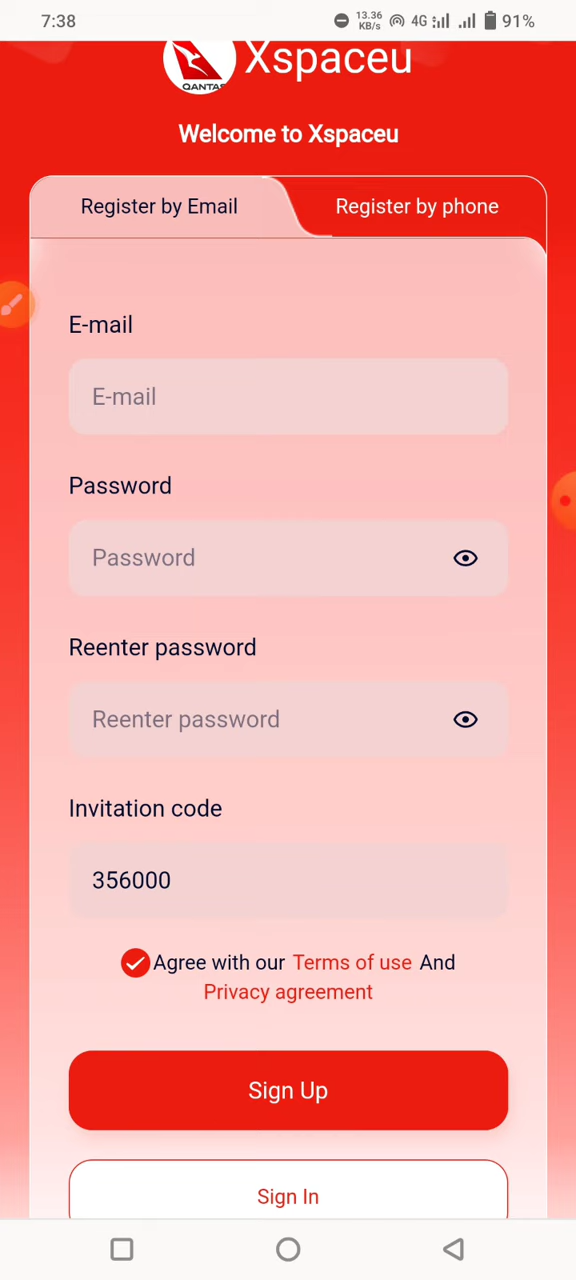 7:38
13.36
KB/s
4G
91%
QANTAS
Xspaceu
Welcome to Xspaceu
Register by Email
Register by phone
E-mail
E-mail
Password
Password
Reenter password
Reenter password
Invitation code
356000
Agree with our Terms of use And
Privacy agreement
Sign Up
Sign In